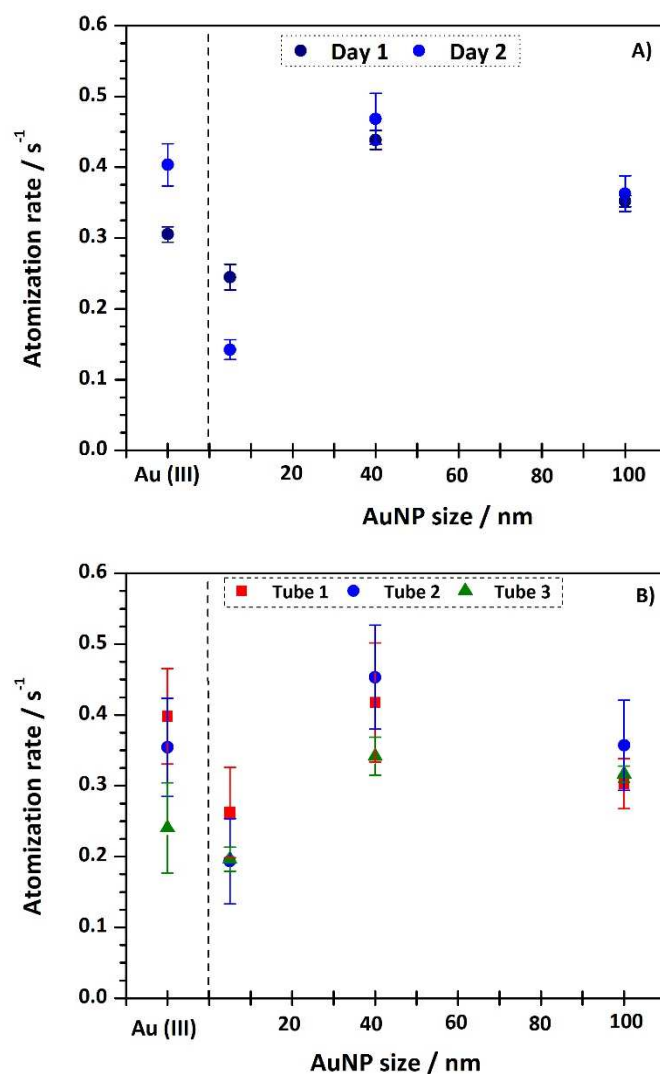 0.6
Day 1 Day 2 A)
0.5
0.4
0.3
0.2
0.1
0.0
Atomization rate / s⁻¹
Au (III) 20 40 60 80 100
AuNP size / nm
0.6
Tube 1 Tube 2 Tube 3 B)
0.5
0.4
0.3
0.2
0.1
0.0
Atomization rate / s⁻¹
Au (III) 20 40 60 80 100
AuNP size / nm